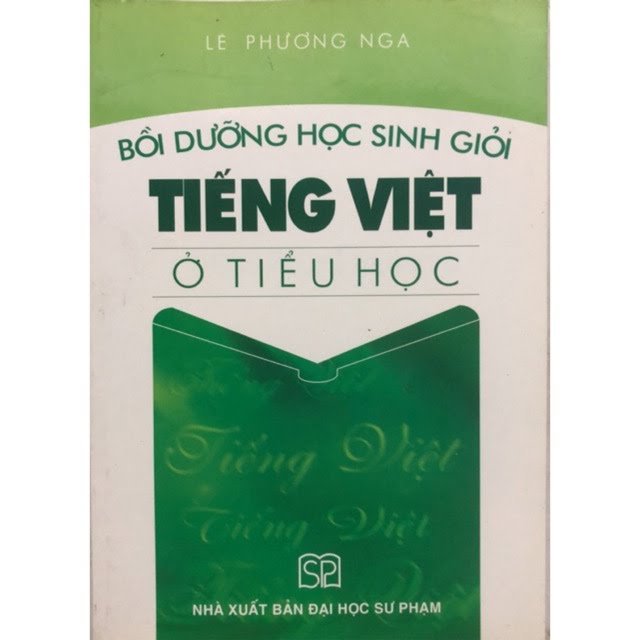 LÊ PHƯƠNG NGA
BỒI DƯỠNG HỌC SINH GIỎI
TIẾNG VIỆT
Ở TIỂU HỌC
Tiếng Việt
Tiếng Việt
SP
NHÀ XUẤT BẢN ĐẠI HỌC SƯ PHẠM